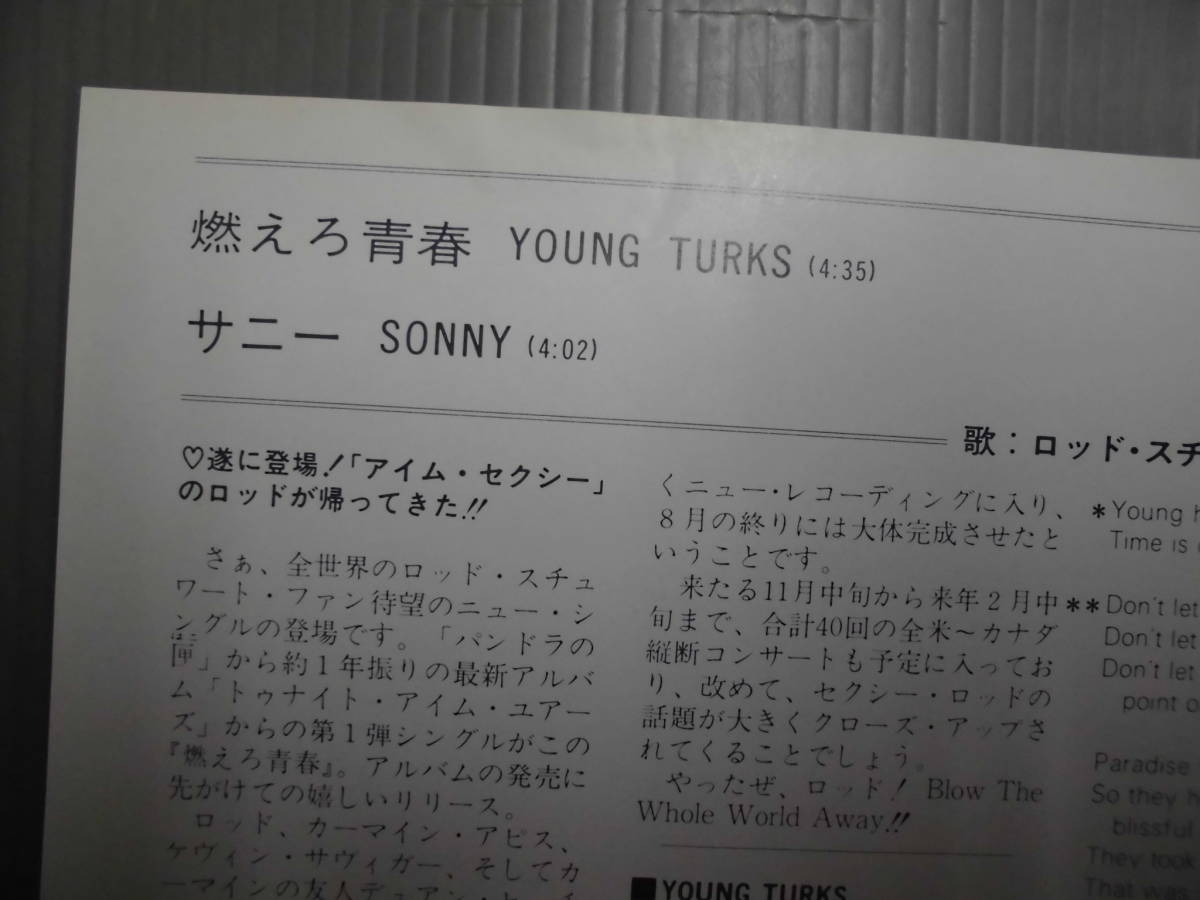 燃えろ青春 YOUNG TURKS (4:35)
サニー SONNY (4:02)
歌：ロッド・スチ
♡遂に登場！「アイム・セクシー」
のロッドが帰ってきた!!
さぁ、全世界のロッド・スチュ
ワート・ファン待望のニュー・シ
ングルの登場です。「パンドラの
匣」から約１年振りの最新アルバ
ム「トゥナイト・アイム・ユアー
ズ」からの第１弾シングルがこの
『燃えろ青春』。アルバムの発売に
先がけての嬉しいリリース。
ロッド、カーマイン・アピス、
ケヴィン・サヴィガー、そしてカ
ーマインの友人デュアン・
くニュー・レコーディングに入り、
８月の終りには大体完成させたと
いうことです。
来たる11月中旬から来年２月中
旬まで、合計40回の全米〜カナダ
縦断コンサートも予定に入ってお
り、改めて、セクシー・ロッドの
話題が大きくクローズ・アップさ
れてくることでしょう。
やったぜ、ロッド！ Blow The
Whole World Away!!
■YOUNG TURKS
*Young h
Time is
**Don't let
Don't let
Don't let
point o
Paradise
So they h
blissful
They took
That was